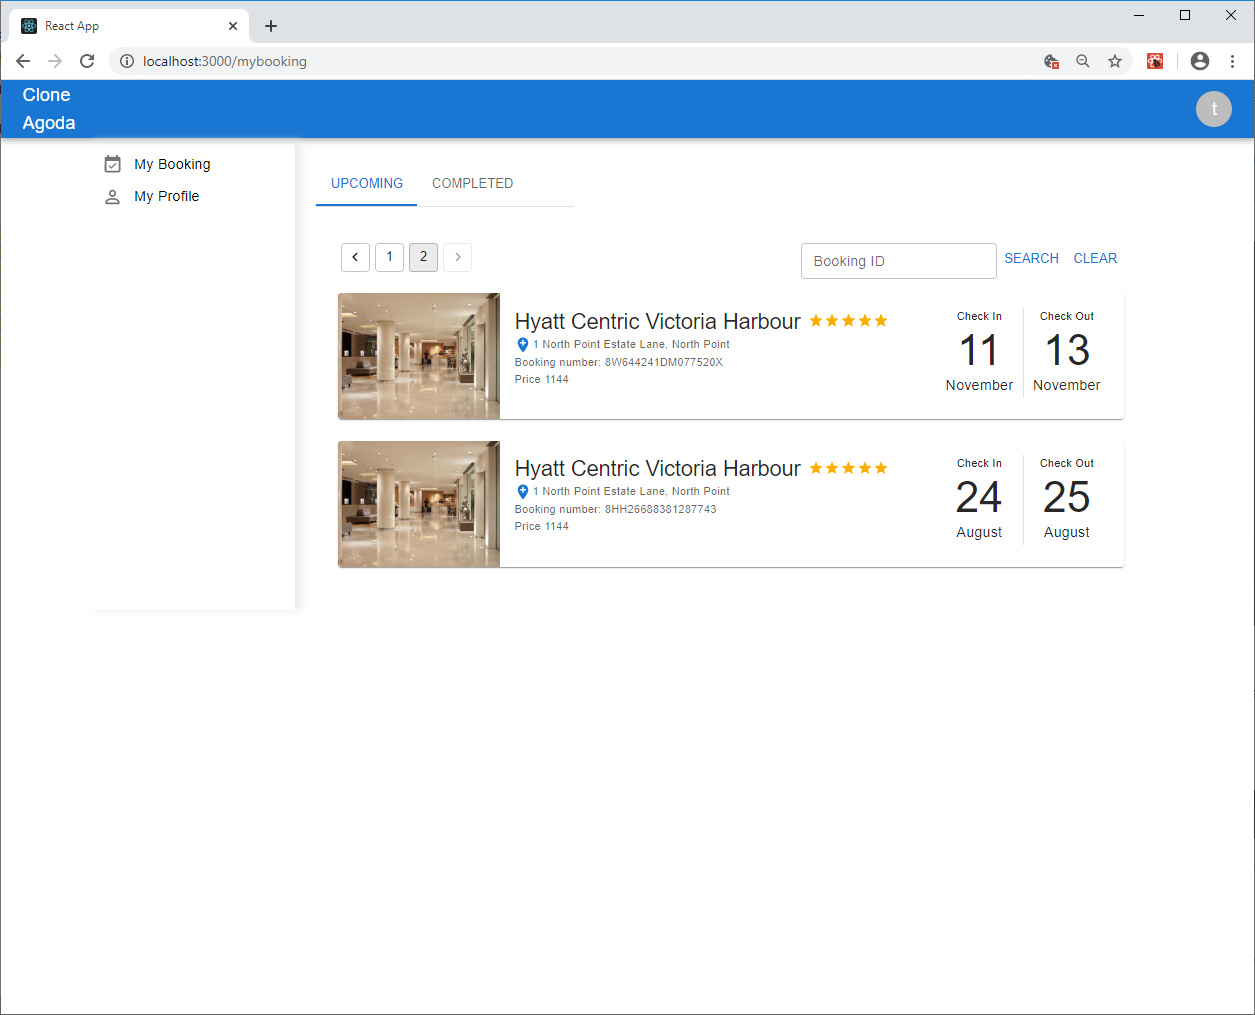 React App
localhost:3000/mybooking
Clone
Agoda
t
My Booking
My Profile
UPCOMING
COMPLETED
1
2
Booking ID
SEARCH
CLEAR
Hyatt Centric Victoria Harbour
1 North Point Estate Lane, North Point
Booking number: 8W644241DM077520X
Price 1144
Check In
11
November
Check Out
13
November
Hyatt Centric Victoria Harbour
1 North Point Estate Lane, North Point
Booking number: 8HH26688381287743
Price 1144
Check In
24
August
Check Out
25
August